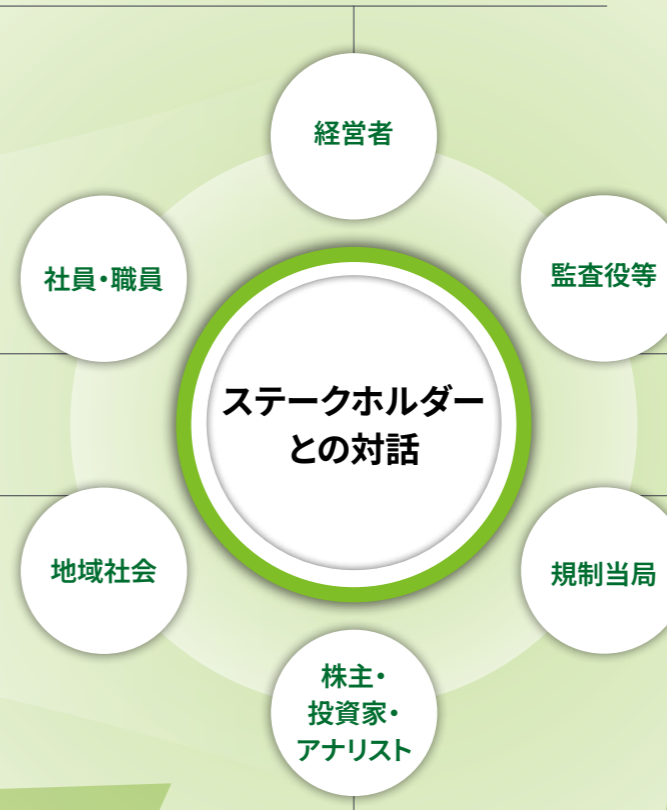 経営者
社員・職員
監査役等
ステークホルダー
との対話
地域社会
規制当局
株主・
投資家・
アナリスト